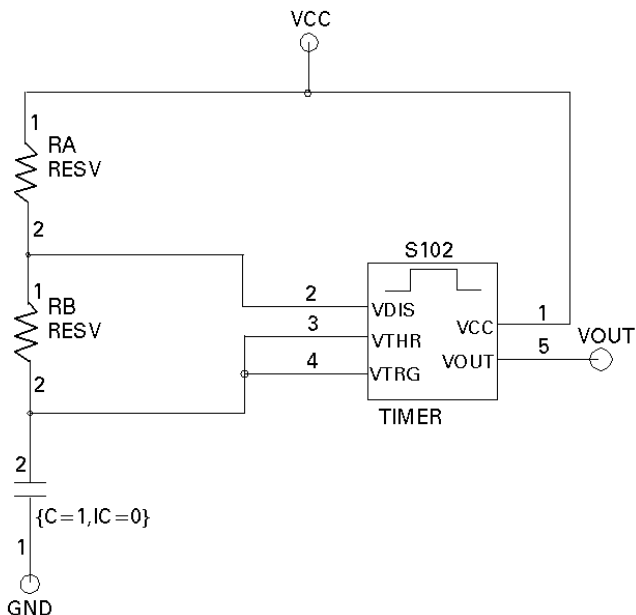 VCC
1
RA
RESV
2
S102
1
RB
RESV
2
VDIS
3
VTHR
VCC
1
4
VTRG
VOUT
5
VOUT
2
TIMER
2
{C=1,IC=0}
1
GND